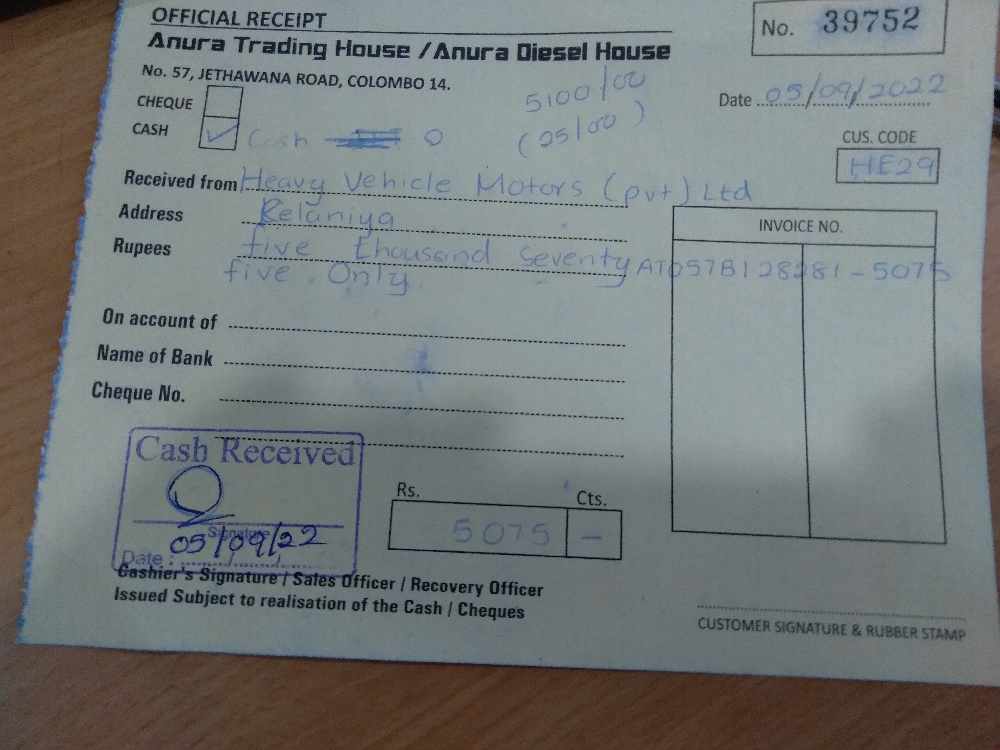 OFFICIAL RECEIPT
No. 39752
Anura Trading House / Anura Diesel House
No. 57, JETHAWANA ROAD, COLOMBO 14.
5100/00
Date 05/09/2022
CHEQUE
CASH ✓ Cash
(25/00)
CUS. CODE
HE29
Received from Heavy Vehicle Motors (pvt) Ltd
Address Kelaniya
INVOICE NO.
Rupees five thousand Seventy
five Only
AT057B128281 - 5075
On account of
Name of Bank
Cheque No.
Cash Received
Signature
Date : 05/09/22
Rs. Cts.
5075 -
Cashier's Signature / Sales Officer / Recovery Officer
Issued Subject to realisation of the Cash / Cheques
CUSTOMER SIGNATURE & RUBBER STAMP